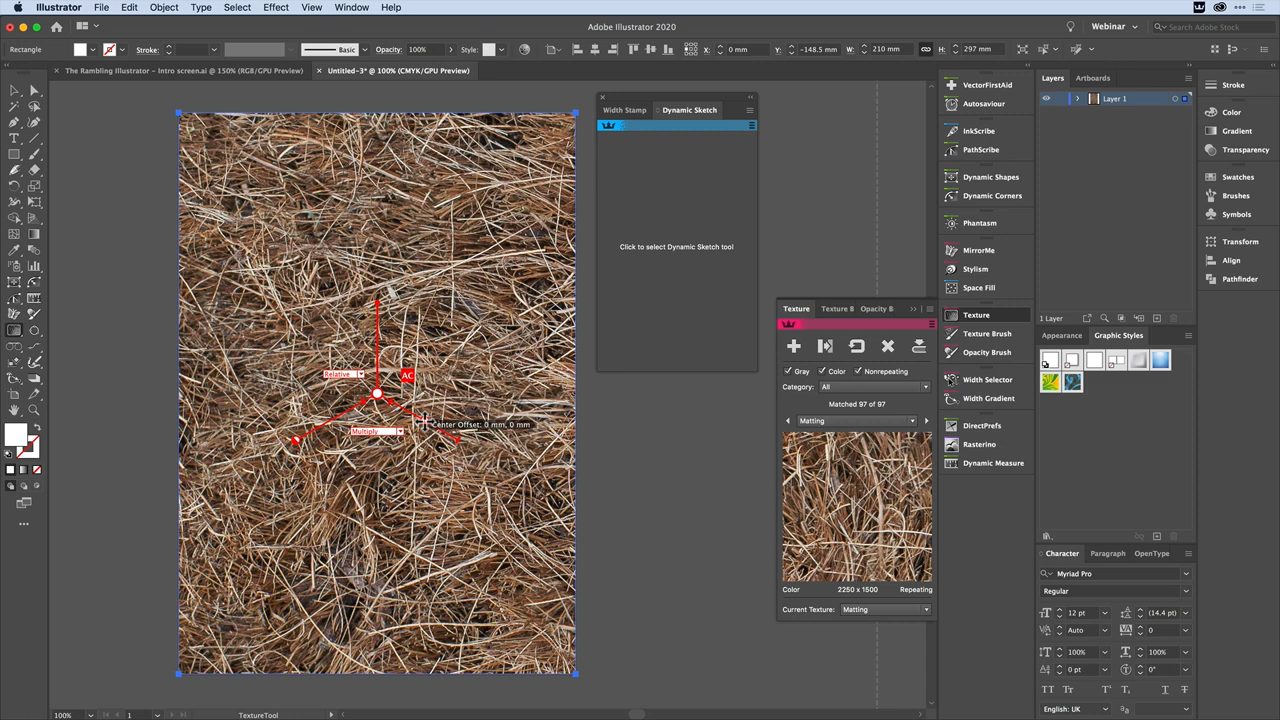 Illustrator File Edit Object Type Select Effect View Window Help
Adobe Illustrator 2020
Webinar
Search Adobe Stock
Rectangle Stroke: Basic Opacity: 100% Style: X: 0 mm Y: -148.5 mm W: 210 mm H: 297 mm
× The Rambling Illustrator - Intro screen.ai @ 150% (RGB/GPU Preview) × Untitled-3* @ 100% (CMYK/GPU Preview)
Width Stamp Dynamic Sketch
Click to select Dynamic Sketch tool
Relative
AC
Center Offset: 0 mm, 0 mm
Multiply
Texture Texture B Opacity B
Gray Color Nonrepeating
Category: All
Matched 97 of 97
Matting
Color 2250 x 1500 Repeating
Current Texture: Matting
VectorFirstAid
Autosaviour
InkScribe
PathScribe
Dynamic Shapes
Dynamic Corners
Phantasm
MirrorMe
Stylism
Space Fill
Texture
Texture Brush
Opacity Brush
Width Selector
Width Gradient
DirectPrefs
Rasterino
Dynamic Measure
Layers Artboards
Layer 1
1 Layer
Appearance Graphic Styles
Character Paragraph OpenType
Myriad Pro
Regular
12 pt (14.4 pt)
Auto 0
100% 100%
0 pt 0°
English: UK
Stroke
Color
Gradient
Transparency
Swatches
Brushes
Symbols
Transform
Align
Pathfinder
100% 1 TextureTool